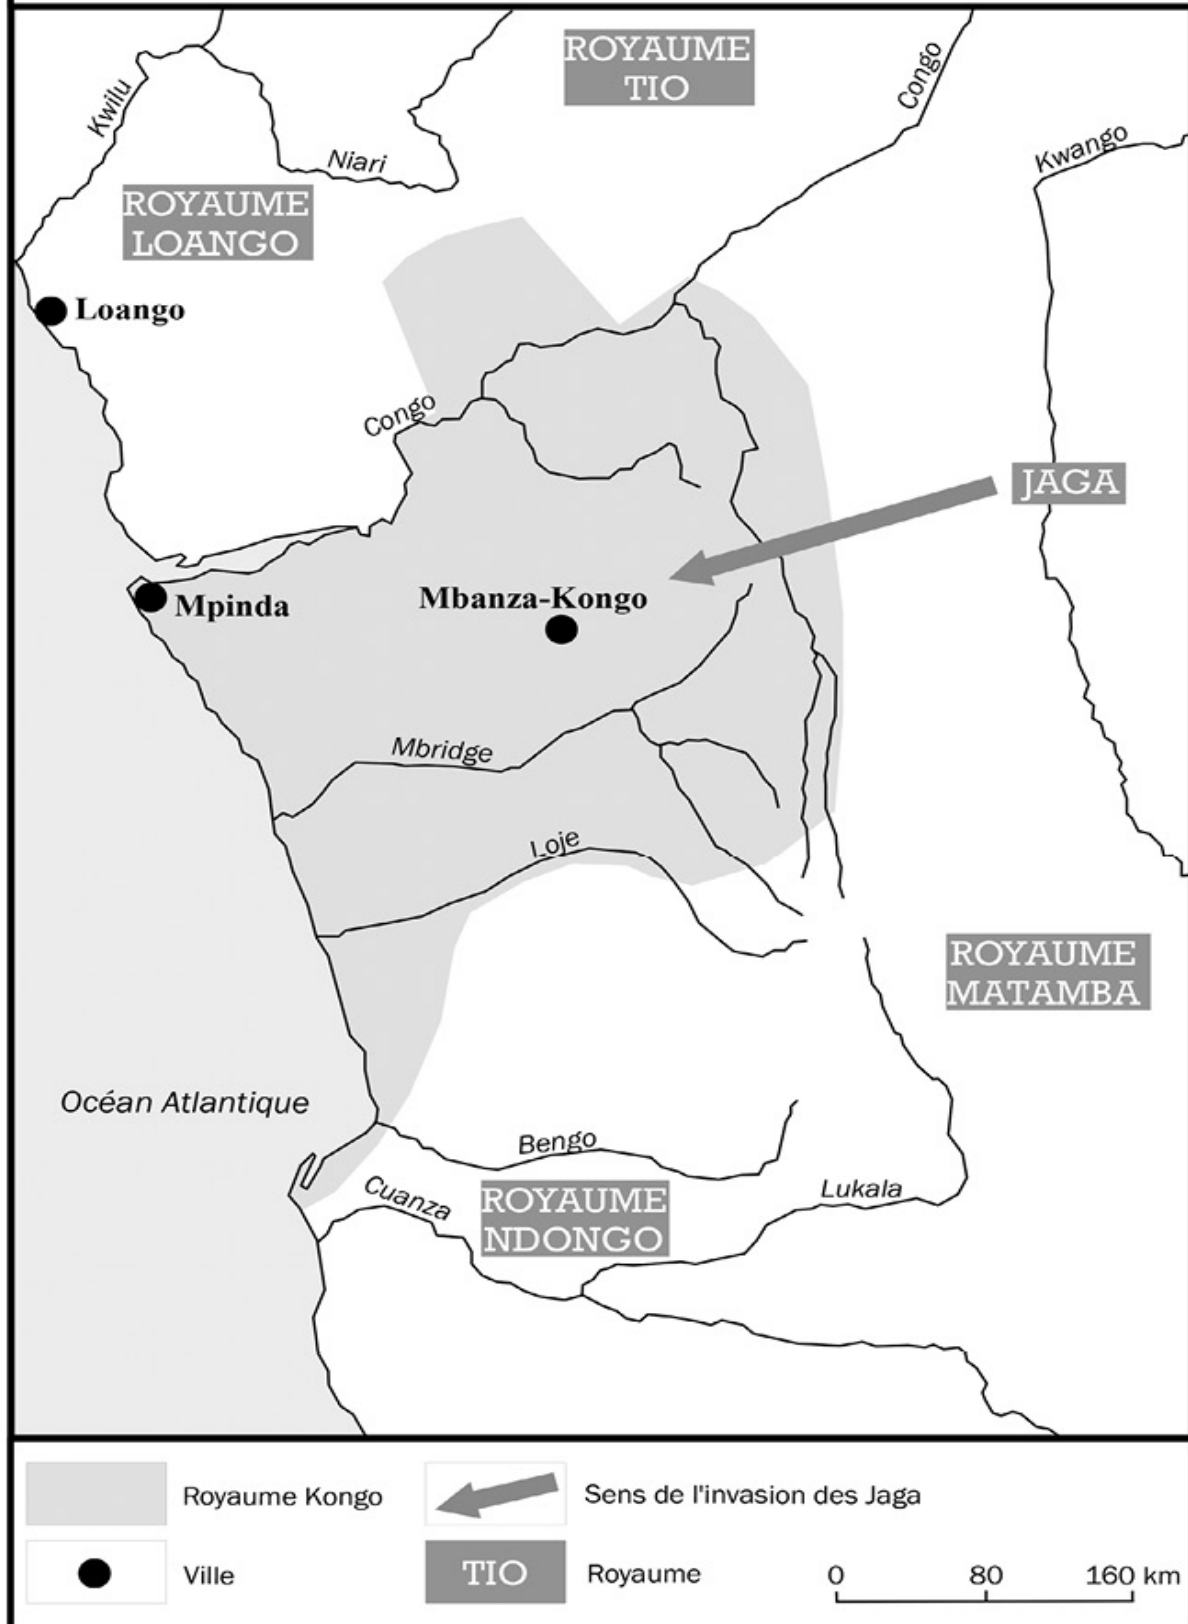 ROYAUME
TIO
Congo
Kwilu
Niari
Kwango
ROYAUME
LOANGO
Loango
Congo
JAGA
Mpinda
Mbanza-Kongo
Mbridge
Loje
ROYAUME
MATAMBA
Océan Atlantique
Bengo
Cuanza
ROYAUME
NDONGO
Lukala
Royaume Kongo
Sens de l'invasion des Jaga
Ville
TIO
Royaume
0 80 160 km